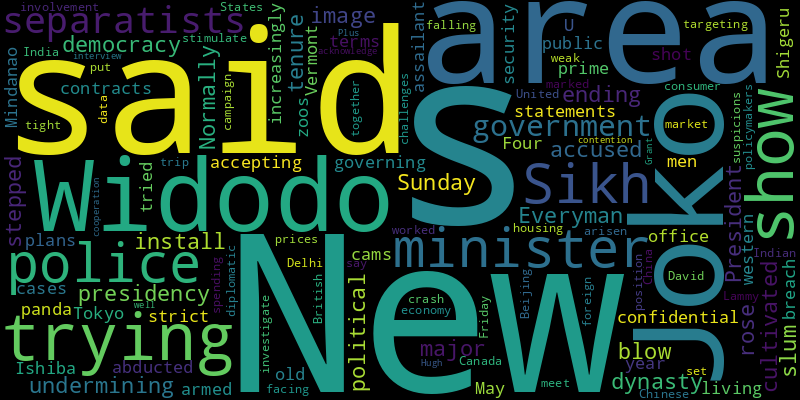 involvement
States
separatists
stimulate
image
Plus
acknowledge
democracy
India
interview
Mindanao
put
contracts
data
tight
Normally
campaign
increasingly
zoos
tenure
Vermont
terms
together
challenges
assailant
falling
area
security
U
public
weak
prime
shot
targeting
Shigeru
marked
United
ending
consumer
said
S
government
statements
Four
accused
contention
Grant
market
men
suspicions
policymakers
show
stepped
Widodo
cooperation
tried
trip
accepting
governing
Sunday
Sikh
Everyman
Joko
President
Western
Indian
plans
install
police
cases
presidency
panda
Tokyo
well
strict
spending
diplomatic
prices
Delhi
British
cams
say
worked
minister
housing
arisen
office
position
China
David
Lammy
rose
cultivated
slum
breach
trying
New
investigate
political
crash
economy
Friday
Beijing
foreign
confidential
major
Canada
Hugh
blow
year
set
Ishiba
abducted
undermining
armed
old
facing
May
meet
dynasty
Chinese
living